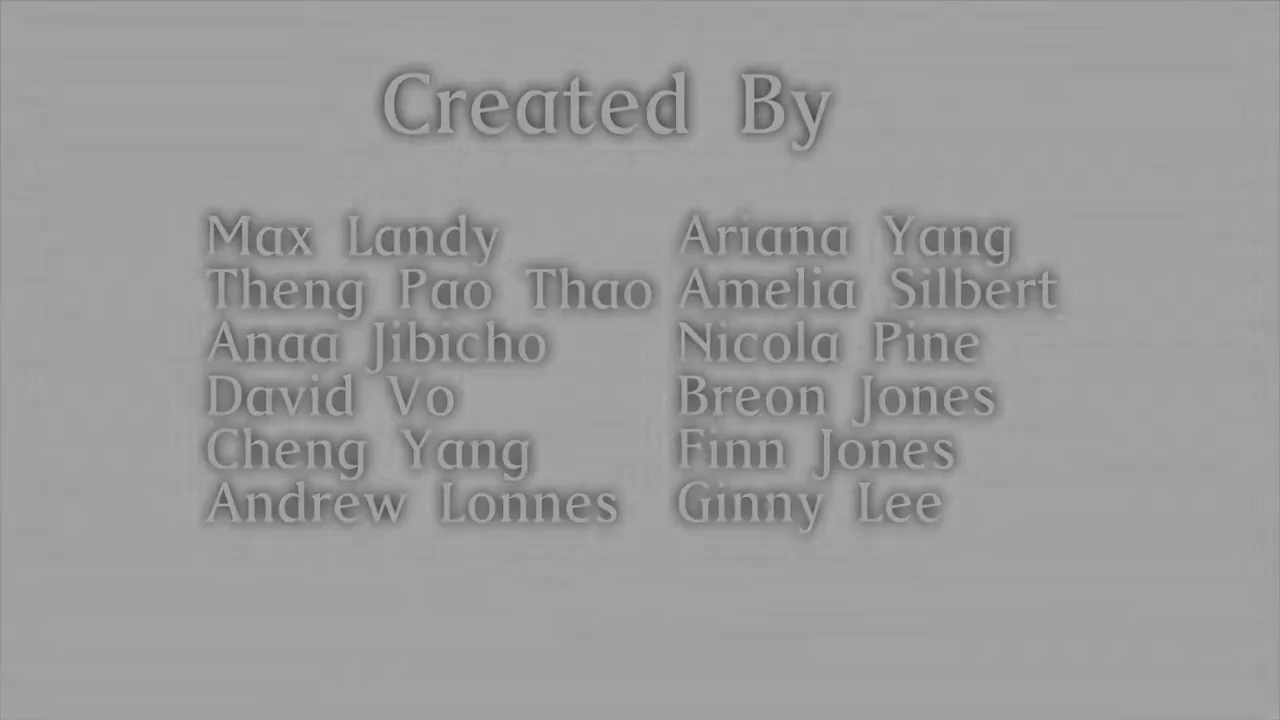 Created By
Max Landy
Theng Pao Thao
Anaa Jibicho
David Vo
Cheng Yang
Andrew Lonnes
Ariana Yang
Amelia Silbert
Nicola Pine
Breon Jones
Finn Jones
Ginny Lee